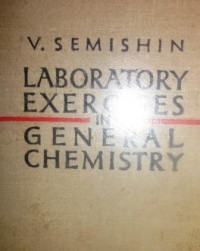 V. SEMISHIN
LABORATORY
EXERCISES
IN
GENERAL
CHEMISTRY